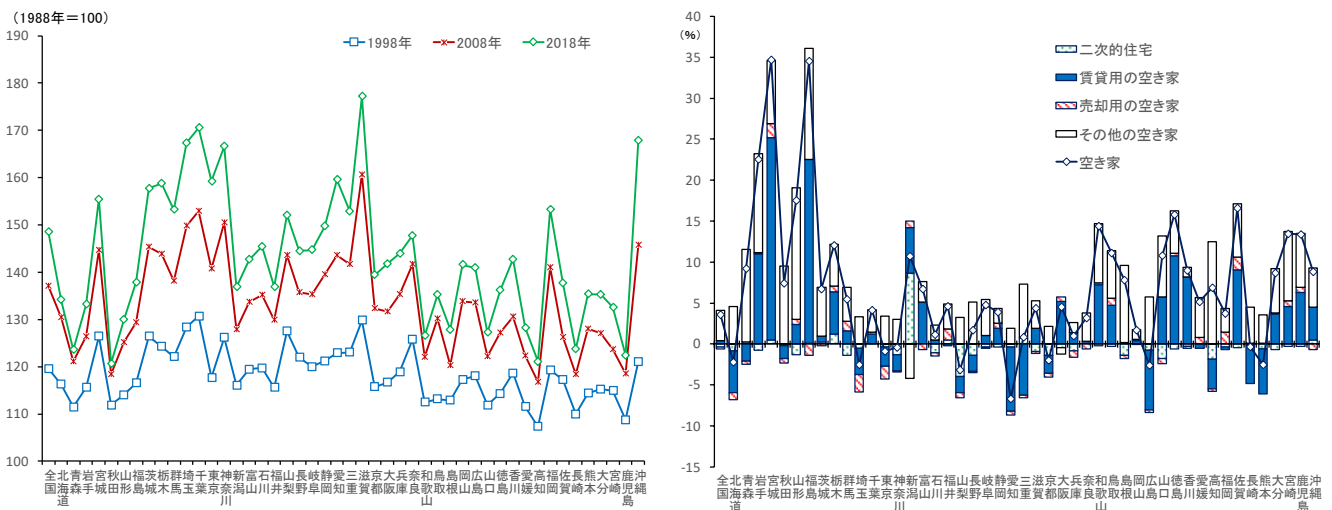 （1988年＝100）
190
180
170
160
150
140
130
120
110
100
1998年 2008年 2018年
全国 北海道 青森 岩手 宮城 秋田 山形 福島 茨城 栃木 群馬 埼玉 千葉 東京 神奈川 新潟 富山 石川 福井 山梨 長野 岐阜 静岡 愛知 三重 滋賀 京都 大阪 兵庫 奈良 和歌山 鳥取 島根 岡山 広島 山口 徳島 香川 愛媛 高知 福岡 佐賀 長崎 熊本 大分 宮崎 鹿児島 沖縄
40
（%）
35
30
25
20
15
10
5
0
-5
-10
-15
二次的住宅
賃貸用の空き家
売却用の空き家
その他の空き家
空き家
全国 北海道 青森 岩手 宮城 秋田 山形 福島 茨城 栃木 群馬 埼玉 千葉 東京 神奈川 新潟 富山 石川 福井 山梨 長野 岐阜 静岡 愛知 三重 滋賀 京都 大阪 兵庫 奈良 和歌山 鳥取 島根 岡山 広島 山口 徳島 香川 愛媛 高知 福岡 佐賀 長崎 熊本 大分 宮崎 鹿児島 沖縄